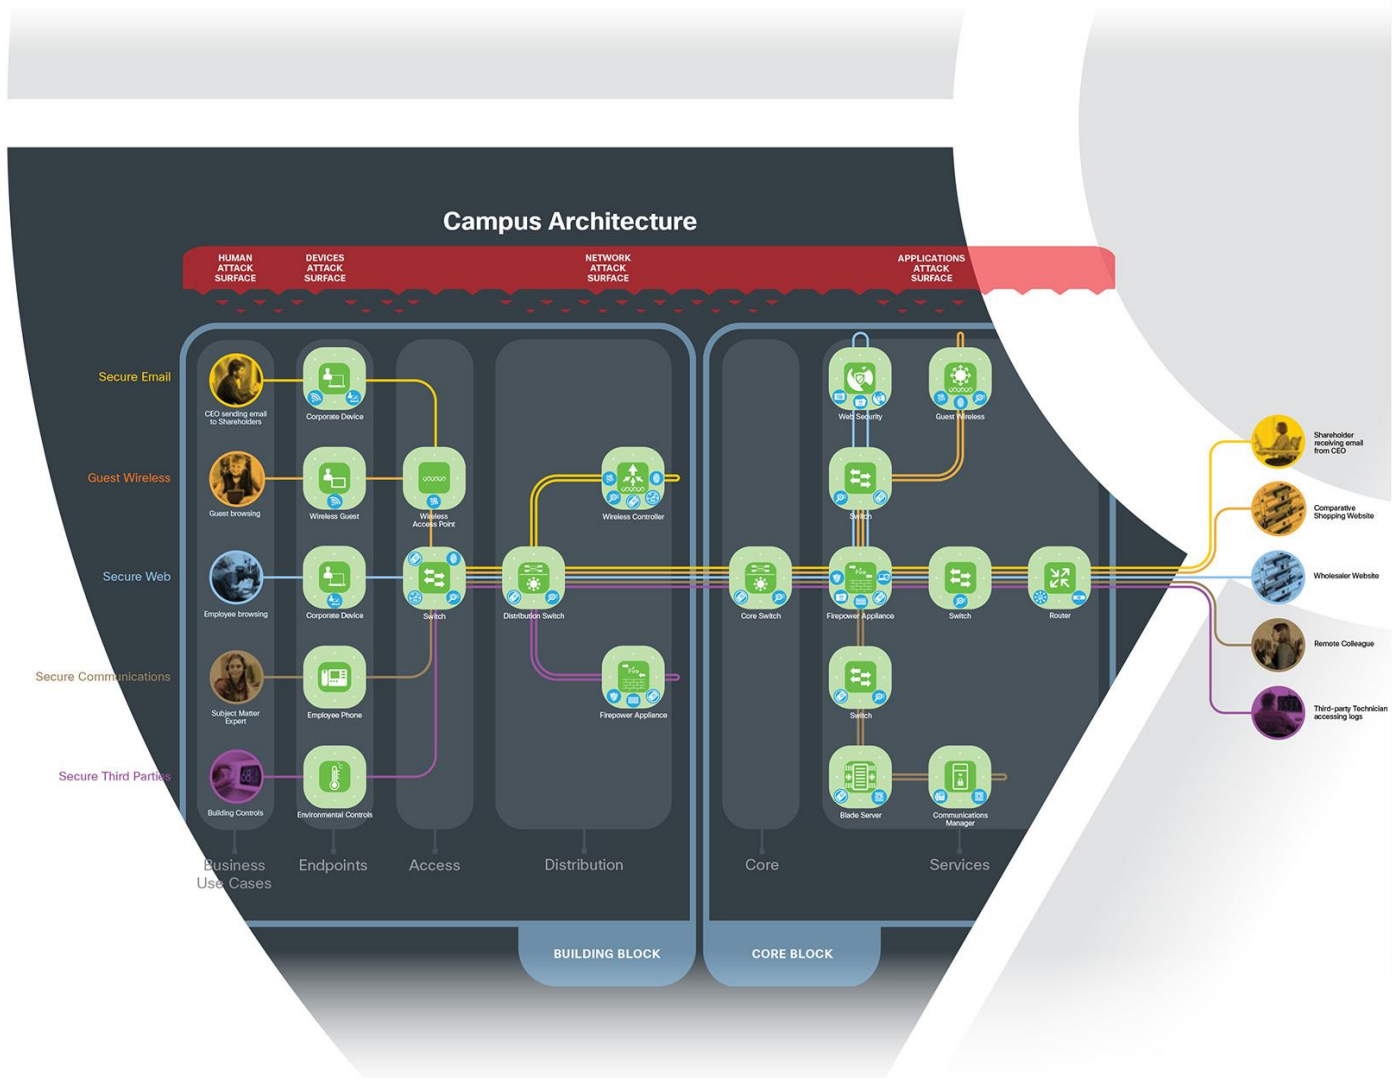 Campus Architecture
HUMAN
ATTACK
SURFACE
DEVICES
ATTACK
SURFACE
NETWORK
ATTACK
SURFACE
APPLICATIONS
ATTACK
SURFACE
Secure Email
CEO sending email
to Shareholders
Corporate Device
Web Security
Guest Wireless
Shareholder
receiving email
from CEO
Guest Wireless
Guest browsing
Wireless Guest
Wireless
Access Point
Wireless Controller
Switch
Comparative
Shopping Website
Secure Web
Employee browsing
Corporate Device
Switch
Distribution Switch
Core Switch
Firepower Appliance
Switch
Router
Wholesaler Website
Secure Communications
Subject Matter
Expert
Employee Phone
Firepower Appliance
Switch
Remote Colleague
Secure Third Parties
Building Controls
Environmental Controls
Blade Server
Communications
Manager
Third-party Technician
accessing logs
Business
Use Cases
Endpoints
Access
Distribution
Core
Services
BUILDING BLOCK
CORE BLOCK